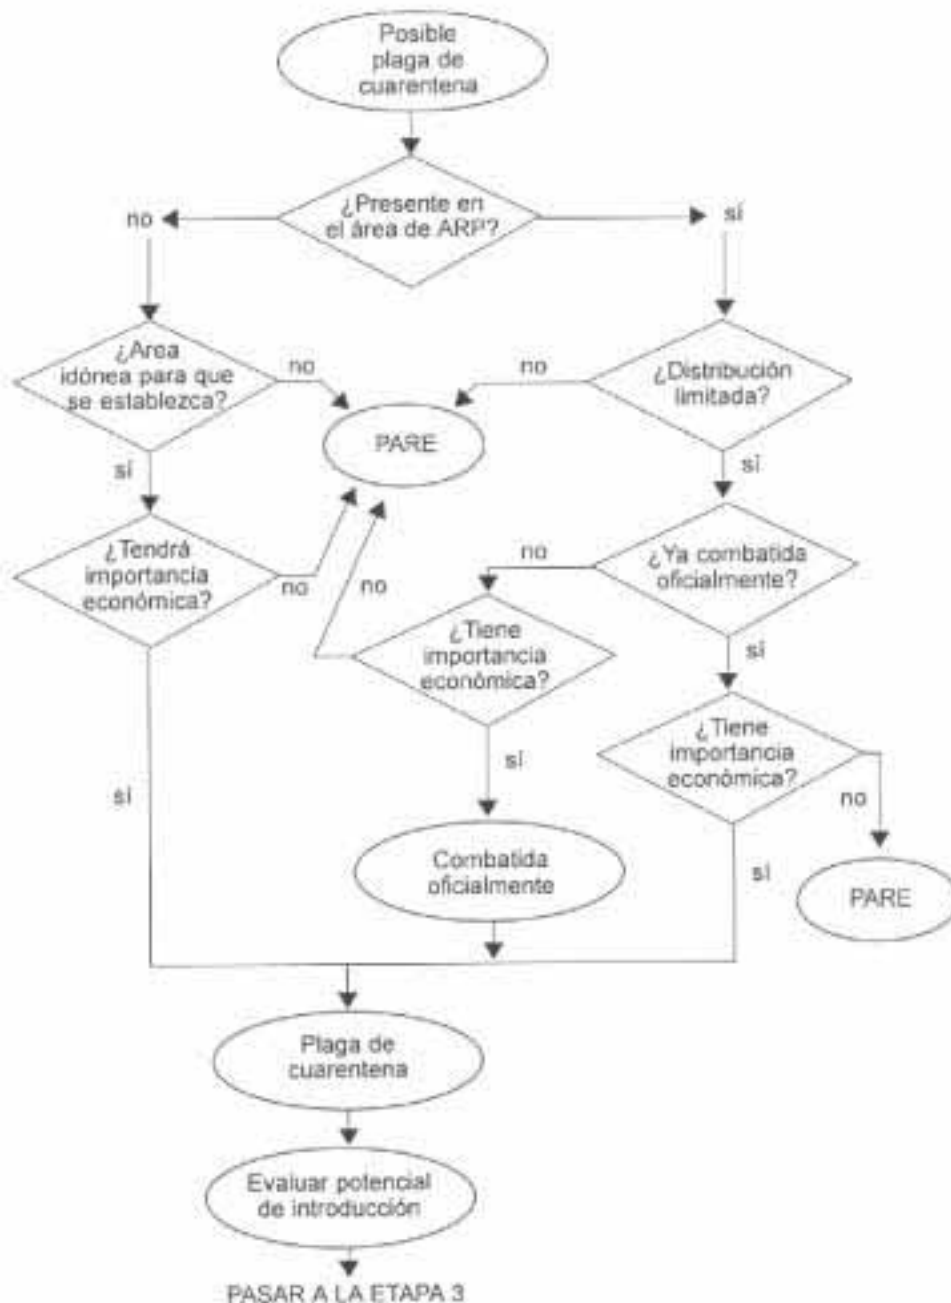 Posible
plaga de
cuarentena
¿Presente en
el área de ARP?
no
sí
¿Area
idónea para que
se establezca?
no
no
¿Distribución
limitada?
PARE
sí
sí
¿Tendrá
importancia
económica?
no
no
no
¿Ya combatida
oficialmente?
¿Tiene
importancia
económica?
sí
¿Tiene
importancia
económica?
sí
sí
no
Combatida
oficialmente
sí
PARE
Plaga de
cuarentena
Evaluar potencial
de introducción
PASAR A LA ETAPA 3